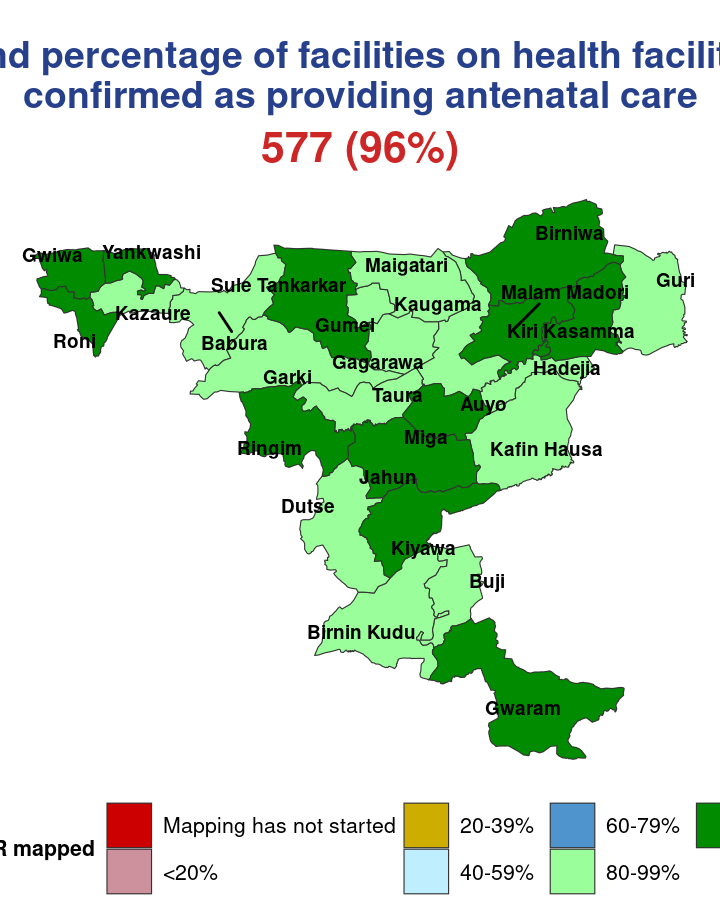 nd percentage of facilities on health facilit
confirmed as providing antenatal care
577 (96%)
Birniwa
Gwiwa
Yankwashi
Maigatari
Guri
Sule Tankarkar
Malam Madori
Kaugama
Kazaure
Gumel
Kiri Kasamma
Roni
Babura
Gagarawa
Hadejia
Garki
Taura
Auyo
Miga
Ringim
Kafin Hausa
Jahun
Dutse
Kiyawa
Buji
Birnin Kudu
Gwaram
R mapped
Mapping has not started
20-39%
60-79%
<20%
40-59%
80-99%